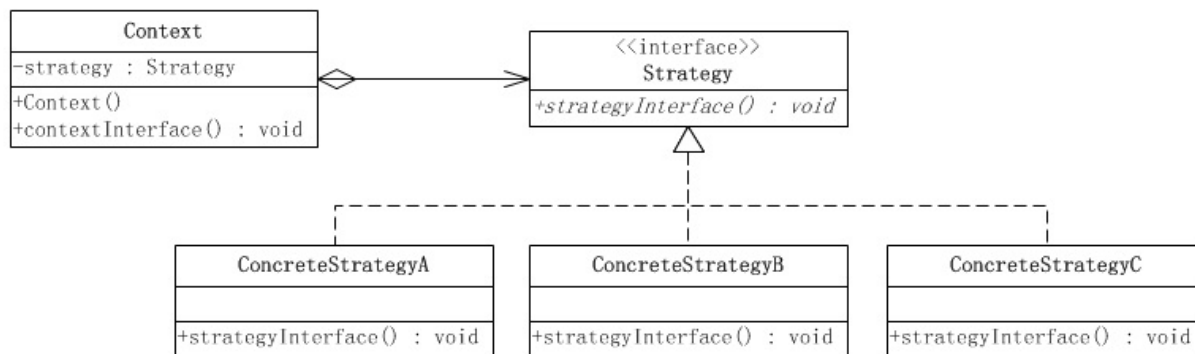 Context
-strategy : Strategy
+Context()
+contextInterface() : void
<<interface>>
Strategy
+strategyInterface() : void
ConcreteStrategyA
+strategyInterface() : void
ConcreteStrategyB
+strategyInterface() : void
ConcreteStrategyC
+strategyInterface() : void